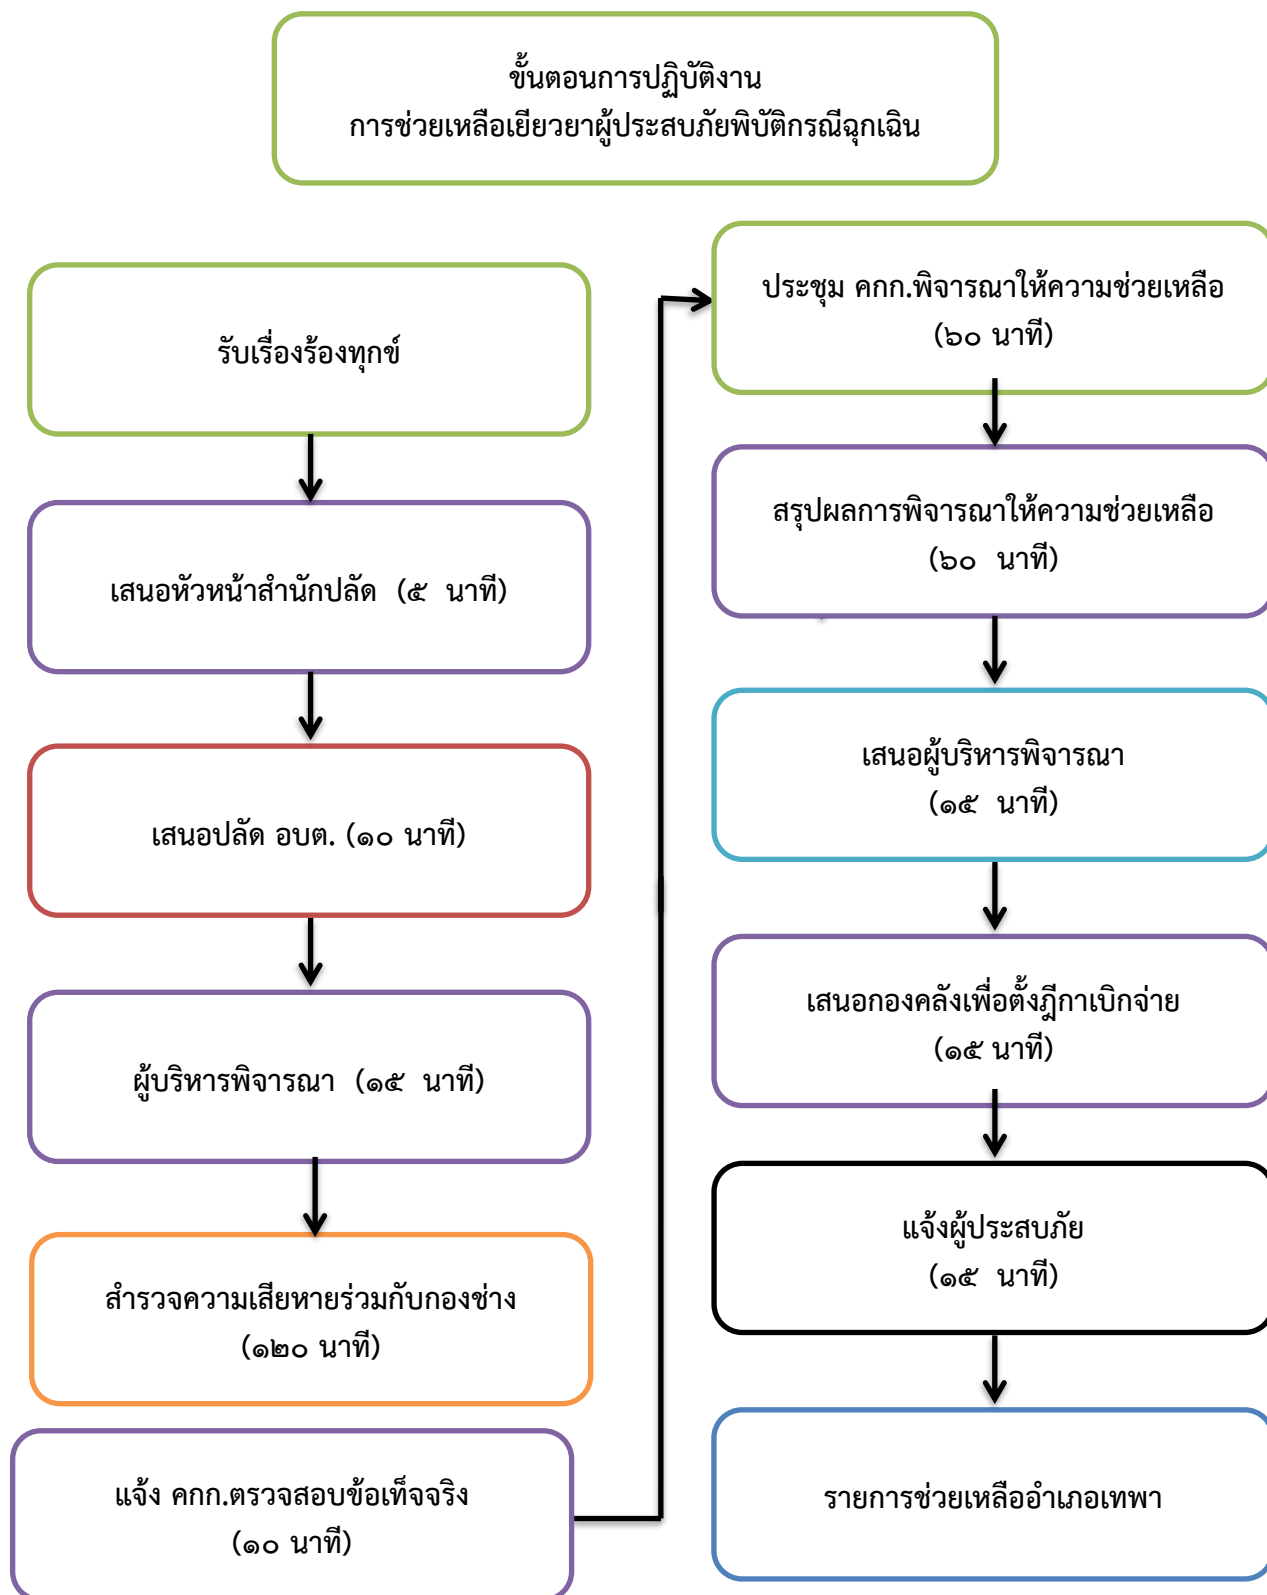 ขั้นตอนการปฏิบัติงาน
การช่วยเหลือเยียวยาผู้ประสบภัยพิบัติกรณีฉุกเฉิน
รับเรื่องร้องทุกข์
เสนอหัวหน้าสำนักปลัด (๕ นาที)
เสนอปลัด อบต. (๑๐ นาที)
ผู้บริหารพิจารณา (๑๕ นาที)
สำรวจความเสียหายร่วมกับกองช่าง
(๑๒๐ นาที)
แจ้ง คกก.ตรวจสอบข้อเท็จจริง
(๑๐ นาที)
ประชุม คกก.พิจารณาให้ความช่วยเหลือ
(๖๐ นาที)
สรุปผลการพิจารณาให้ความช่วยเหลือ
(๖๐ นาที)
เสนอผู้บริหารพิจารณา
(๑๕ นาที)
เสนอกองคลังเพื่อตั้งฎีกาเบิกจ่าย
(๑๕ นาที)
แจ้งผู้ประสบภัย
(๑๕ นาที)
รายการช่วยเหลืออำเภอเทพา